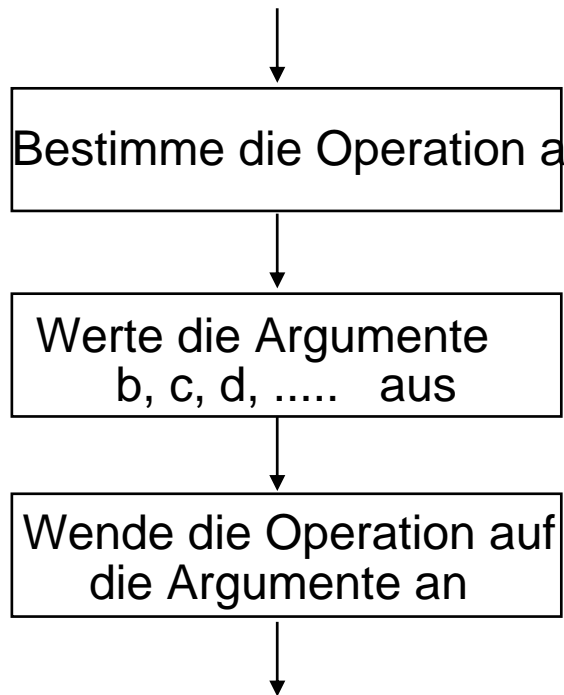 Bestimme die Operation a
Werte die Argumente
b, c, d, ..... aus
Wende die Operation auf
die Argumente an